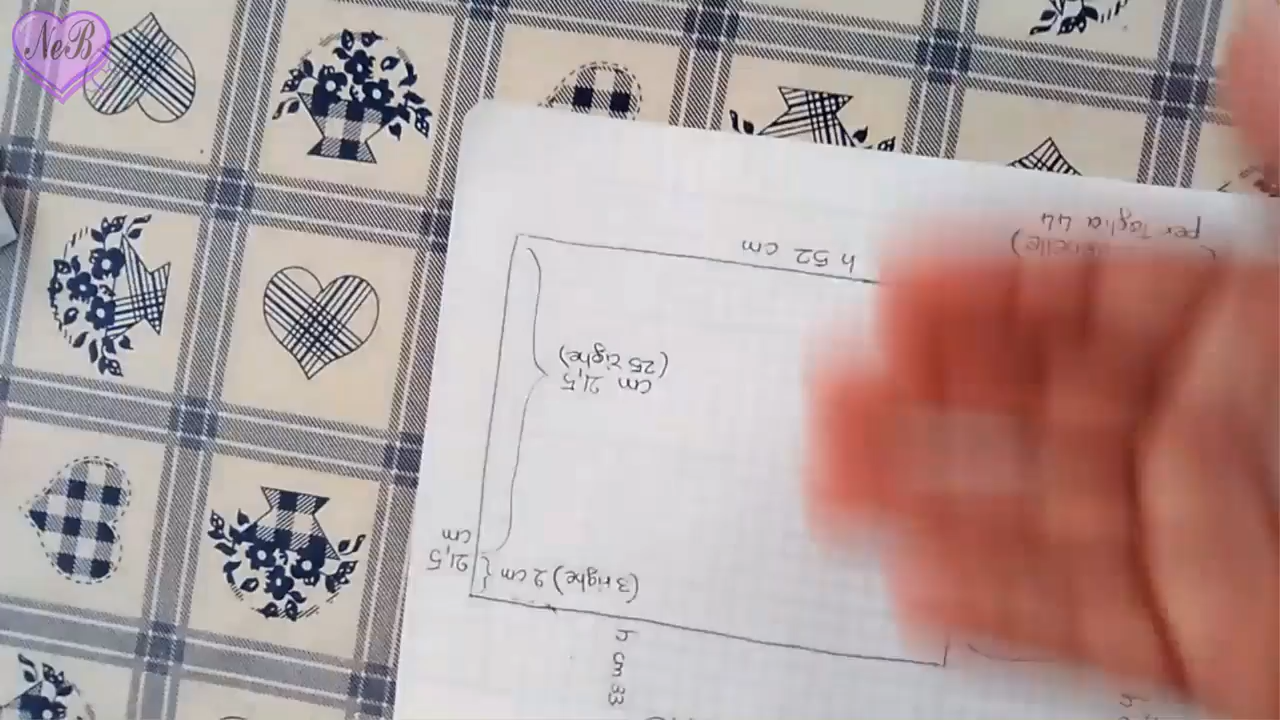 NeB
h cm 33
(3 righe) 2 cm
21,5
cm
cm 21,5
(25 righe)
h 52 cm
per Taglia 44